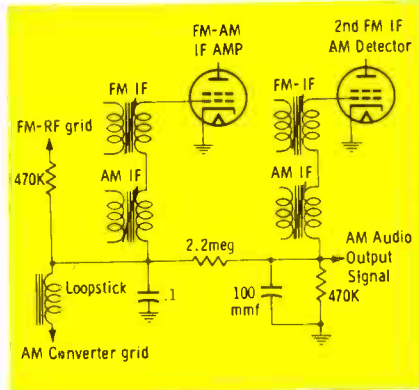 FM-AM
IF AMP
2nd FM IF
AM Detector
FM IF
FM-IF
FM-RF grid
470K
AM IF
AM IF
2.2meg
AM Audio
Output
Signal
Loopstick
.1
100
mmf
470K
AM Converter grid